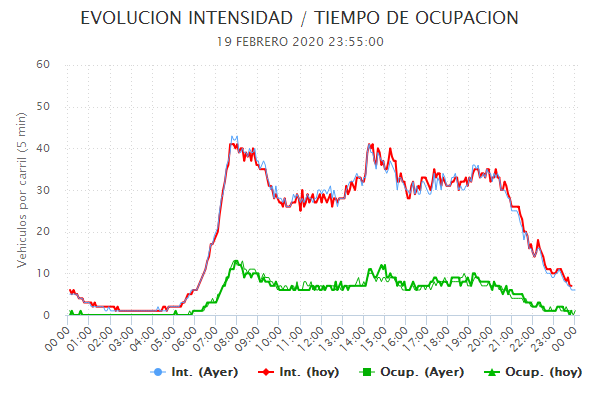 EVOLUCION INTENSIDAD / TIEMPO DE OCUPACION
19 FEBRERO 2020 23:55:00
Vehículos por carril (5 min)
60
50
40
30
20
10
0
00:00 01:00 02:00 03:00 04:00 05:00 06:00 07:00 08:00 09:00 10:00 11:00 12:00 13:00 14:00 15:00 16:00 17:00 18:00 19:00 20:00 21:00 22:00 23:00 00:00
Int. (Ayer) Int. (hoy) Ocup. (Ayer) Ocup. (hoy)